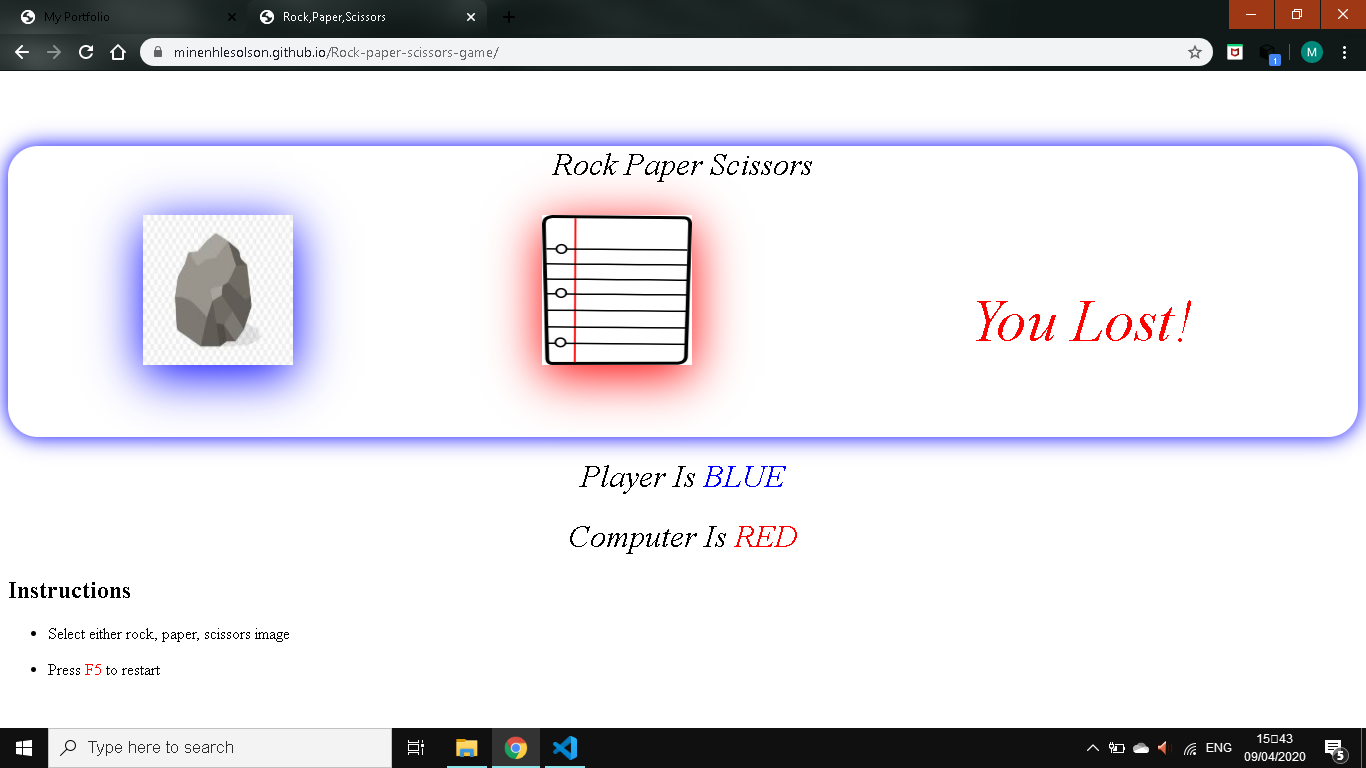 My Portfolio
Rock,Paper,Scissors
minenhlesolson.github.io/Rock-paper-scissors-game/
M
1
Rock Paper Scissors
You Lost!
Player Is BLUE
Computer Is RED
Instructions
• Select either rock, paper, scissors image
• Press F5 to restart
Type here to search
ENG
15▯43
09/04/2020
5